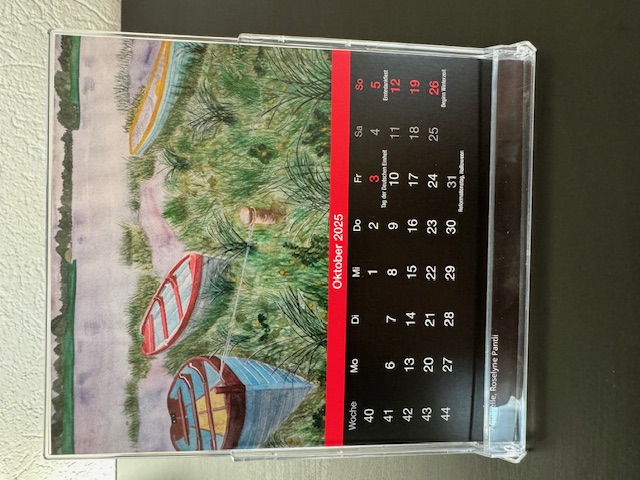 Oktober 2025
Woche Mo Di Mi Do Fr Sa So
40 1 2 3 4 5
Tag der Deutschen Einheit Erntedankfest
41 6 7 8 9 10 11 12
42 13 14 15 16 17 18 19
43 20 21 22 23 24 25 26
Beginn Winterzeit
44 27 28 29 30 31
Reformationstag, Halloween
Roselyne Pandi